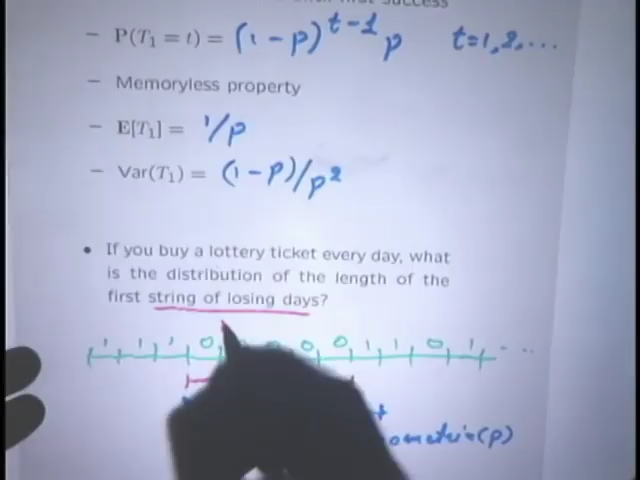 success
– P(T₁ = t) = (1 - p)^{t-1} p   t=1,2,...
– Memoryless property
– E[T₁] = 1/p
– Var(T₁) = (1 - p)/p²
• If you buy a lottery ticket every day, what
is the distribution of the length of the
first string of losing days?
1 1 1 0 0 0 1 1 0 1 ...
ometric(p)